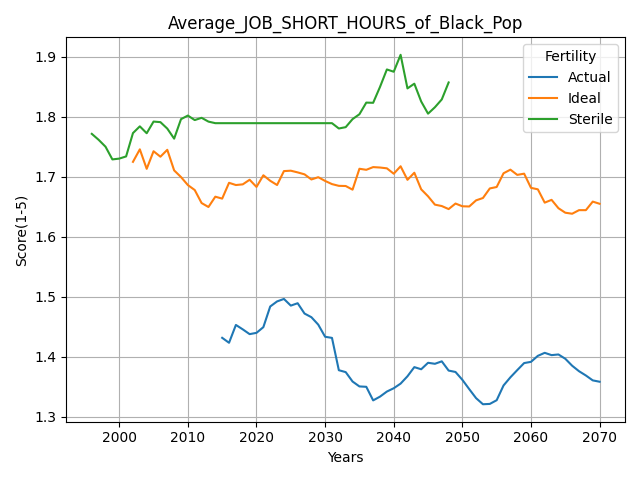 Average_JOB_SHORT_HOURS_of_Black_Pop
Fertility
Actual
Ideal
Sterile
Score(1-5)
1.9
1.8
1.7
1.6
1.5
1.4
1.3
2000 2010 2020 2030 2040 2050 2060 2070
Years